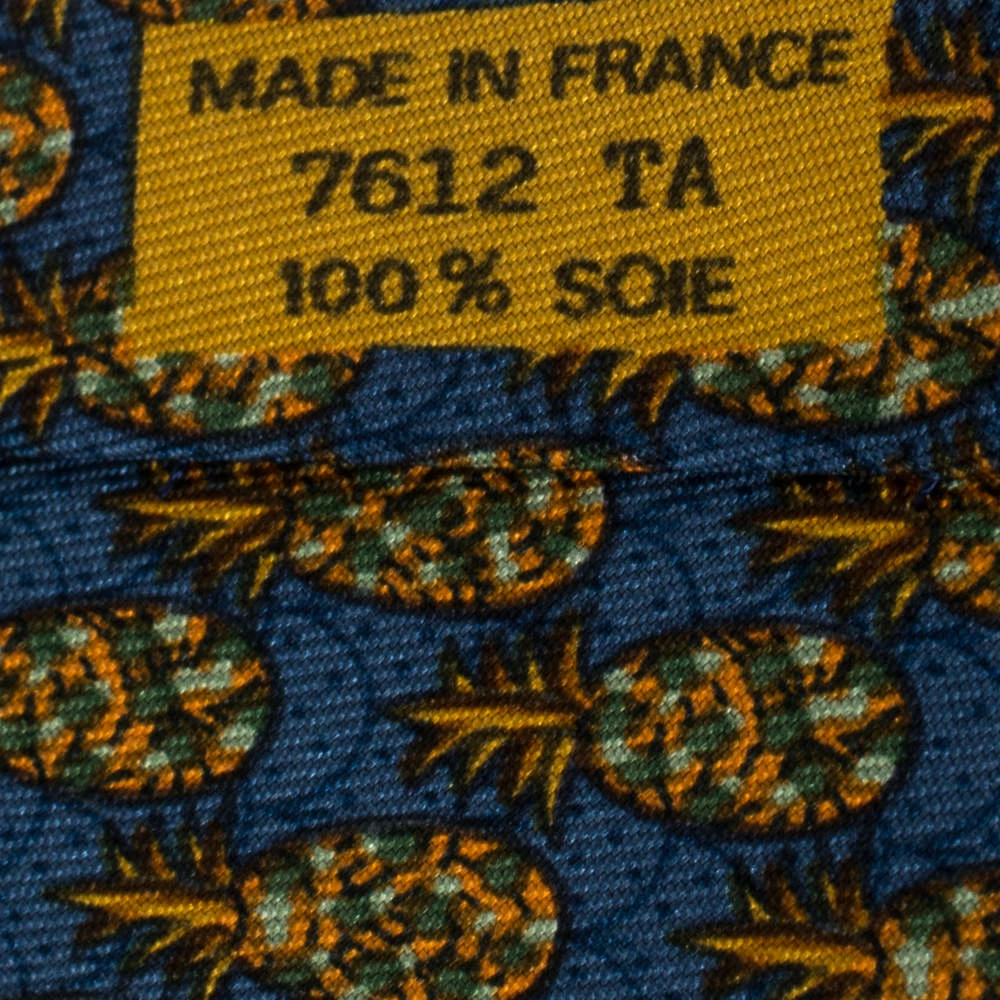 MADE IN FRANCE
7612 TA
100% SOIE